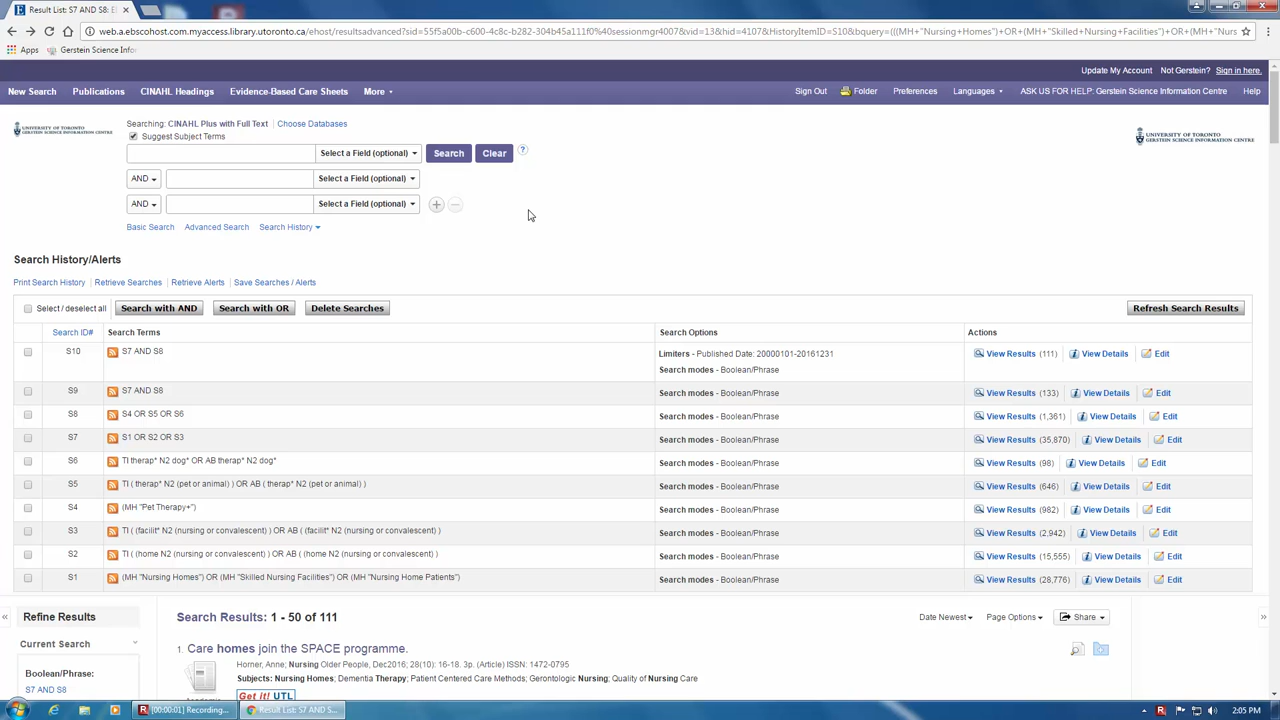 Result List: S7 AND S8: E
web.a.ebscohost.com.myaccess.library.utoronto.ca/ehost/resultsadvanced?sid=55f5a00b-c600-4c8c-b282-304b45a111f0%40sessionmgr4007&vid=13&hid=4107&HistoryItemID=S10&bquery=(((MH+"Nursing+Homes")+OR+(MH+"Skilled+Nursing+Facilities")+OR+(MH+"Nurs
Apps Gerstein Science Info
Update My Account Not Gerstein? Sign in here.
New Search Publications CINAHL Headings Evidence-Based Care Sheets More Sign Out Folder Preferences Languages ASK US FOR HELP: Gerstein Science Information Centre Help
UNIVERSITY OF TORONTO
GERSTEIN SCIENCE INFORMATION CENTRE
Searching: CINAHL Plus with Full Text Choose Databases
Suggest Subject Terms
UNIVERSITY OF TORONTO
GERSTEIN SCIENCE INFORMATION CENTRE
Select a Field (optional) Search Clear ?
AND Select a Field (optional)
AND Select a Field (optional)
Basic Search Advanced Search Search History
Search History/Alerts
Print Search History Retrieve Searches Retrieve Alerts Save Searches / Alerts
Select / deselect all Search with AND Search with OR Delete Searches Refresh Search Results
Search ID# Search Terms Search Options Actions
S10 S7 AND S8 Limiters - Published Date: 20000101-20161231 View Results (111) View Details Edit
Search modes - Boolean/Phrase
S9 S7 AND S8 Search modes - Boolean/Phrase View Results (133) View Details Edit
S8 S4 OR S5 OR S6 Search modes - Boolean/Phrase View Results (1,361) View Details Edit
S7 S1 OR S2 OR S3 Search modes - Boolean/Phrase View Results (35,870) View Details Edit
S6 TI therap* N2 dog* OR AB therap* N2 dog* Search modes - Boolean/Phrase View Results (98) View Details Edit
S5 TI ( therap* N2 (pet or animal) ) OR AB ( therap* N2 (pet or animal) ) Search modes - Boolean/Phrase View Results (646) View Details Edit
S4 (MH "Pet Therapy+") Search modes - Boolean/Phrase View Results (982) View Details Edit
S3 TI ( (facilit* N2 (nursing or convalescent) ) OR AB ( (facilit* N2 (nursing or convalescent) ) Search modes - Boolean/Phrase View Results (2,942) View Details Edit
S2 TI ( (home N2 (nursing or convalescent) ) OR AB ( (home N2 (nursing or convalescent) ) Search modes - Boolean/Phrase View Results (15,555) View Details Edit
S1 (MH "Nursing Homes") OR (MH "Skilled Nursing Facilities") OR (MH "Nursing Home Patients") Search modes - Boolean/Phrase View Results (28,776) View Details Edit
Refine Results Search Results: 1 - 50 of 111 Date Newest Page Options Share
Current Search
1. Care homes join the SPACE programme.
Horner, Anne; Nursing Older People, Dec2016; 28(10): 16-18. 3p. (Article) ISSN: 1472-0795
Boolean/Phrase: Subjects: Nursing Homes; Dementia Therapy; Patient Centered Care Methods; Gerontologic Nursing; Quality of Nursing Care
S7 AND S8 Get it! UTL
[00:00:01] Recording... Result List: S7 AND S... 2:05 PM